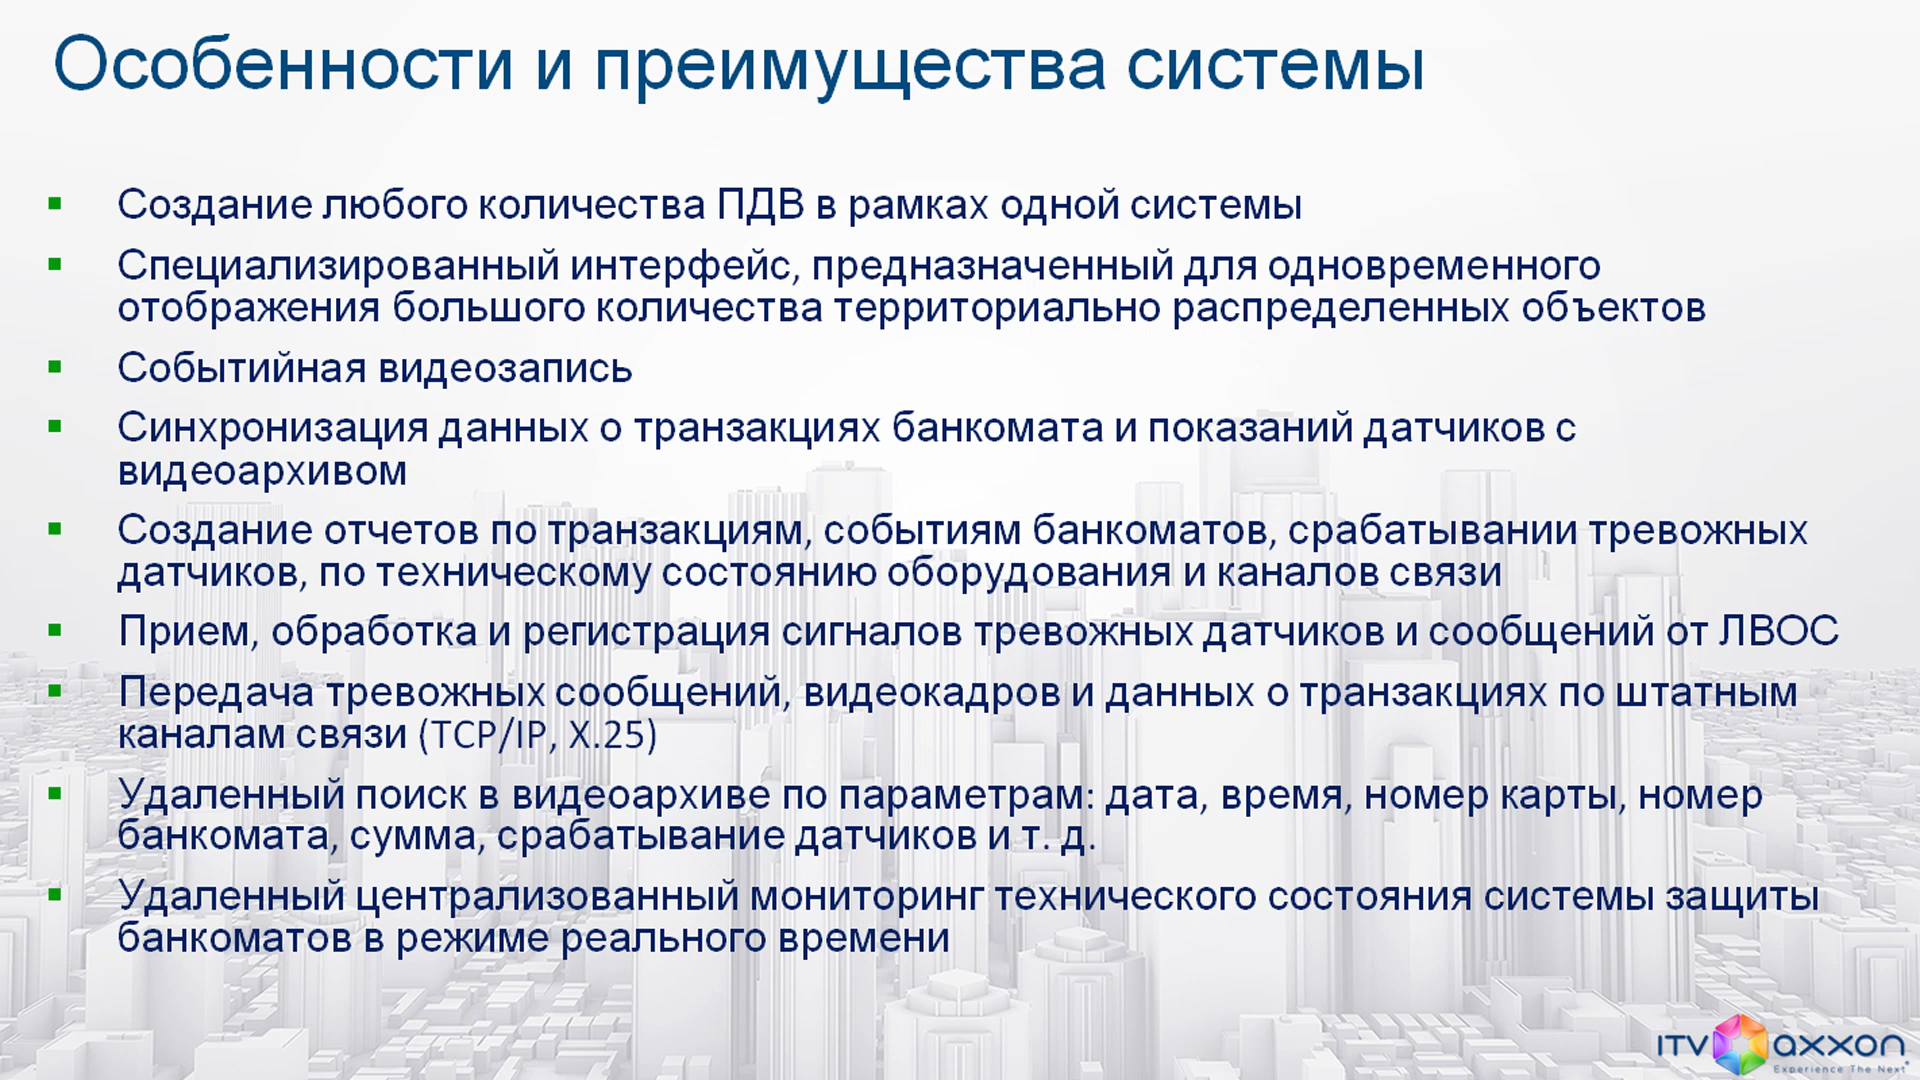 Особенности и преимущества системы
▪ Создание любого количества ПДВ в рамках одной системы
▪ Специализированный интерфейс, предназначенный для одновременного
отображения большого количества территориально распределенных объектов
▪ Событийная видеозапись
▪ Синхронизация данных о транзакциях банкомата и показаний датчиков с
видеоархивом
▪ Создание отчетов по транзакциям, событиям банкоматов, срабатывании тревожных
датчиков, по техническому состоянию оборудования и каналов связи
▪ Прием, обработка и регистрация сигналов тревожных датчиков и сообщений от ЛВОС
▪ Передача тревожных сообщений, видеокадров и данных о транзакциях по штатным
каналам связи (TCP/IP, X.25)
▪ Удаленный поиск в видеоархиве по параметрам: дата, время, номер карты, номер
банкомата, сумма, срабатывание датчиков и т. д.
▪ Удаленный централизованный мониторинг технического состояния системы защиты
банкоматов в режиме реального времени
ITV axxon
Experience The Next